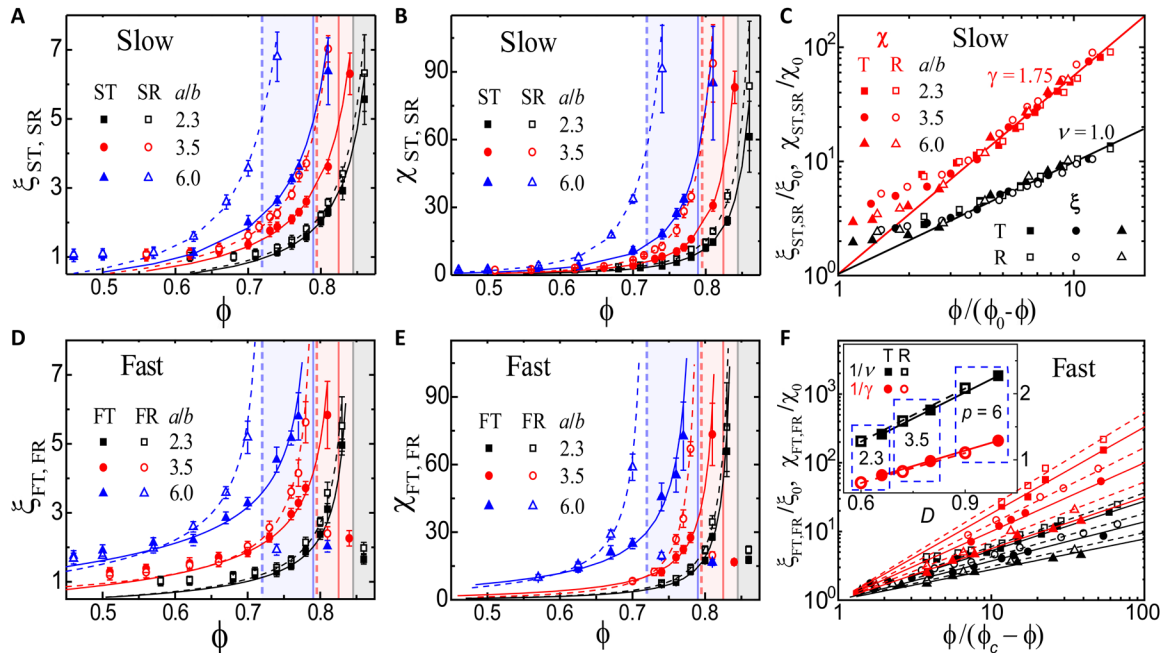 A
Slow
ST SR a/b
2.3
3.5
6.0
ξST, SR
7
5
3
1
0.5 0.6 0.7 0.8
ϕ
B
Slow
ST SR a/b
2.3
3.5
6.0
χST, SR
90
60
30
0
0.5 0.6 0.7 0.8
ϕ
C
Slow
χ
T R a/b
2.3
3.5
6.0
γ = 1.75
ν = 1.0
ξ
T
R
ξST,SR/ξ0, χST,SR/χ0
10²
10¹
10⁰
1 10
ϕ/(ϕ0-ϕ)
D
Fast
FT FR a/b
2.3
3.5
6.0
ξFT, FR
7
5
3
1
0.5 0.6 0.7 0.8
ϕ
E
Fast
FT FR a/b
2.3
3.5
6.0
χFT, FR
90
60
30
0
0.5 0.6 0.7 0.8
ϕ
F
Fast
T R
1/ν
1/γ
p = 6
3.5
2.3
2
1
0.6 D 0.9
ξFT,FR/ξ0, χFT,FR/χ0
10³
10²
10¹
10⁰
1 10 100
ϕ/(ϕc − ϕ)